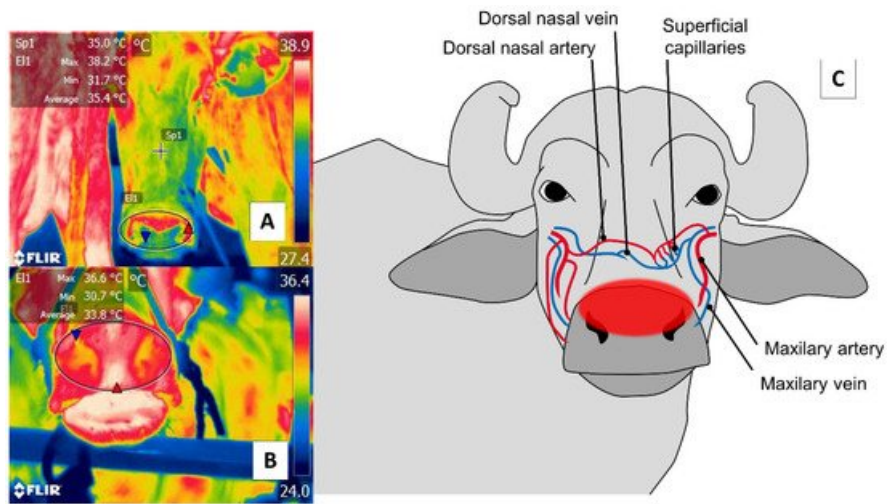 Sp1 35.0 °C °C 38.9
El1 Max 38.2 °C
Min 31.7 °C
Average 35.4 °C
Sp1
El1
A
FLIR 27.4
El1 Max 36.6 °C °C 36.4
Min 30.7 °C
Average 33.8 °C
B
FLIR 24.0
Dorsal nasal vein
Dorsal nasal artery
Superficial
capillaries
C
Maxilary artery
Maxilary vein